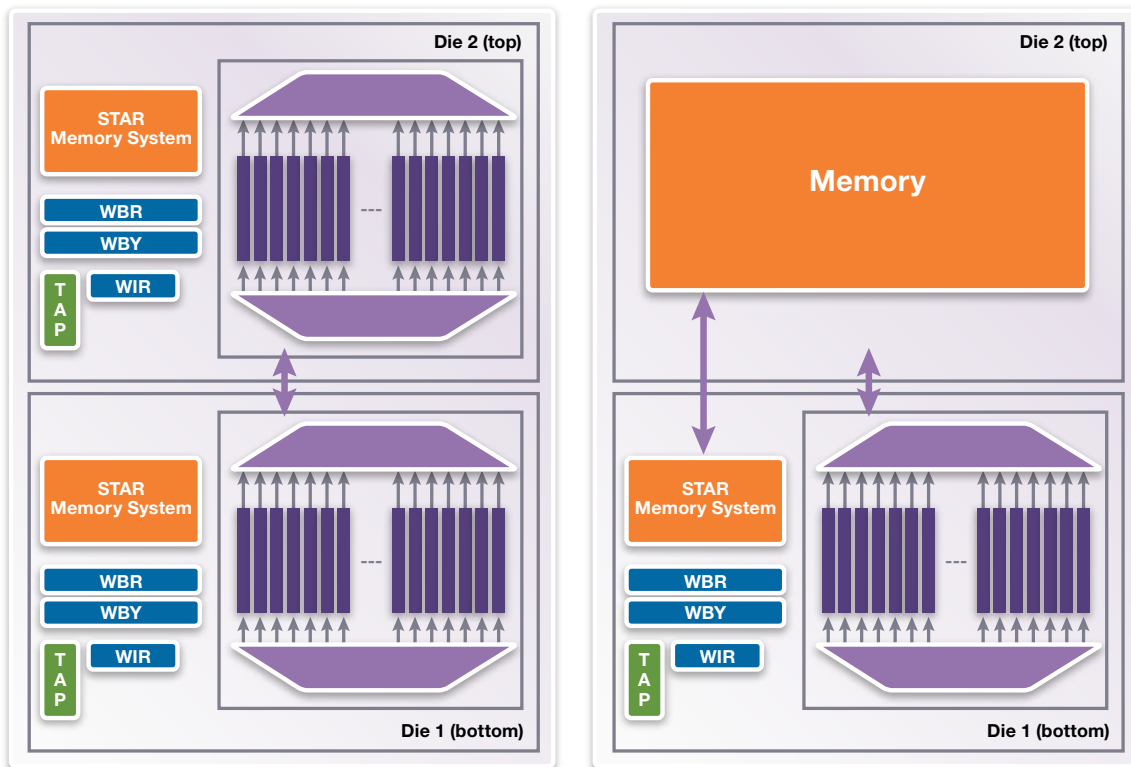 Die 2 (top)
STAR
Memory System
WBR
WBY
T
A
P
WIR
---
STAR
Memory System
WBR
WBY
T
A
P
WIR
---
Die 1 (bottom)
Die 2 (top)
Memory
STAR
Memory System
WBR
WBY
T
A
P
WIR
---
Die 1 (bottom)